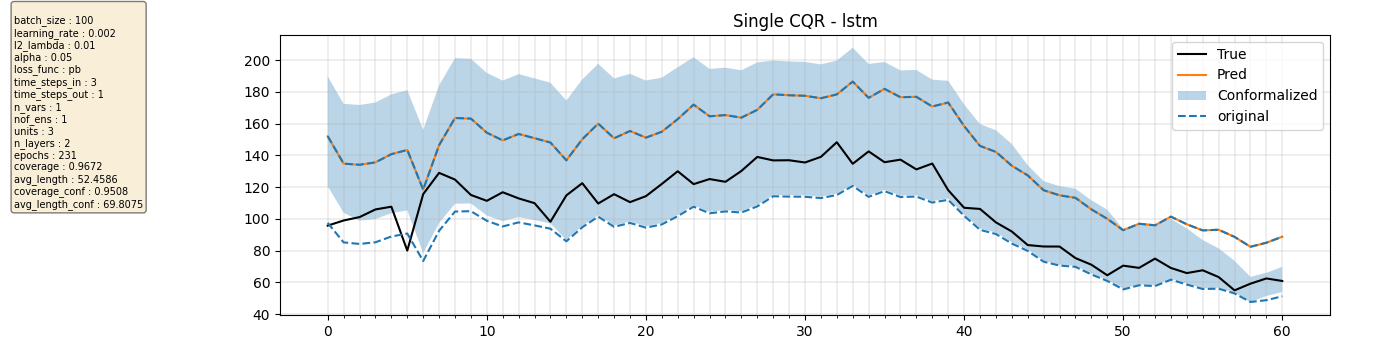 batch_size : 100
learning_rate : 0.002
l2_lambda : 0.01
alpha : 0.05
loss_func : pb
time_steps_in : 3
time_steps_out : 1
n_vars : 1
nof_ens : 1
units : 3
n_layers : 2
epochs : 231
coverage : 0.9672
avg_length : 52.4586
coverage_conf : 0.9508
avg_length_conf : 69.8075
Single CQR - lstm
True
Pred
Conformalized
original
200
180
160
140
120
100
80
60
40
0 10 20 30 40 50 60